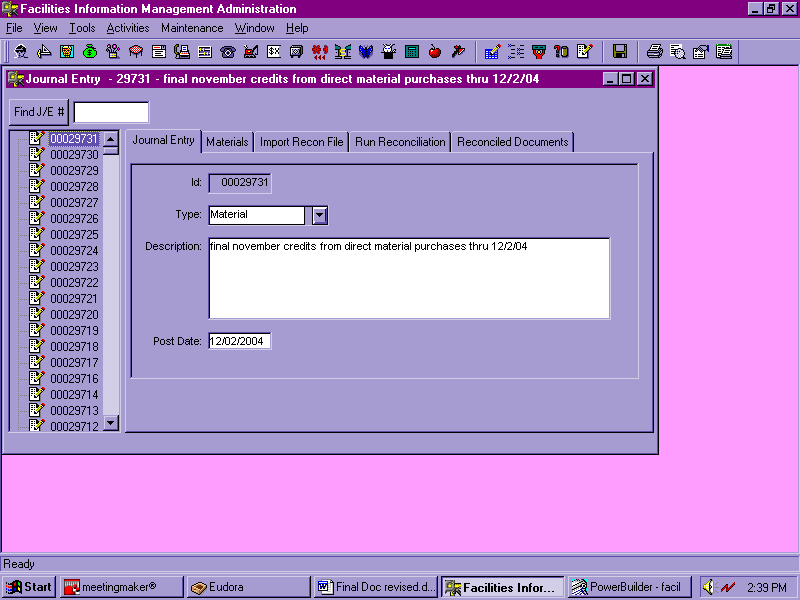 Facilities Information Management Administration
File View Tools Activities Maintenance Window Help
Journal Entry - 29731 - final november credits from direct material purchases thru 12/2/04
Find J/E #
00029731
00029730
00029729
00029728
00029727
00029726
00029725
00029724
00029723
00029722
00029721
00029720
00029719
00029718
00029717
00029716
00029714
00029713
00029712
Journal Entry Materials Import Recon File Run Reconciliation Reconciled Documents
Id: 00029731
Type: Material
Description: final november credits from direct material purchases thru 12/2/04
Post Date: 12/02/2004
Ready
Start meetingmaker® Eudora Final Doc revised.d... Facilities Infor... PowerBuilder - facil 2:39 PM